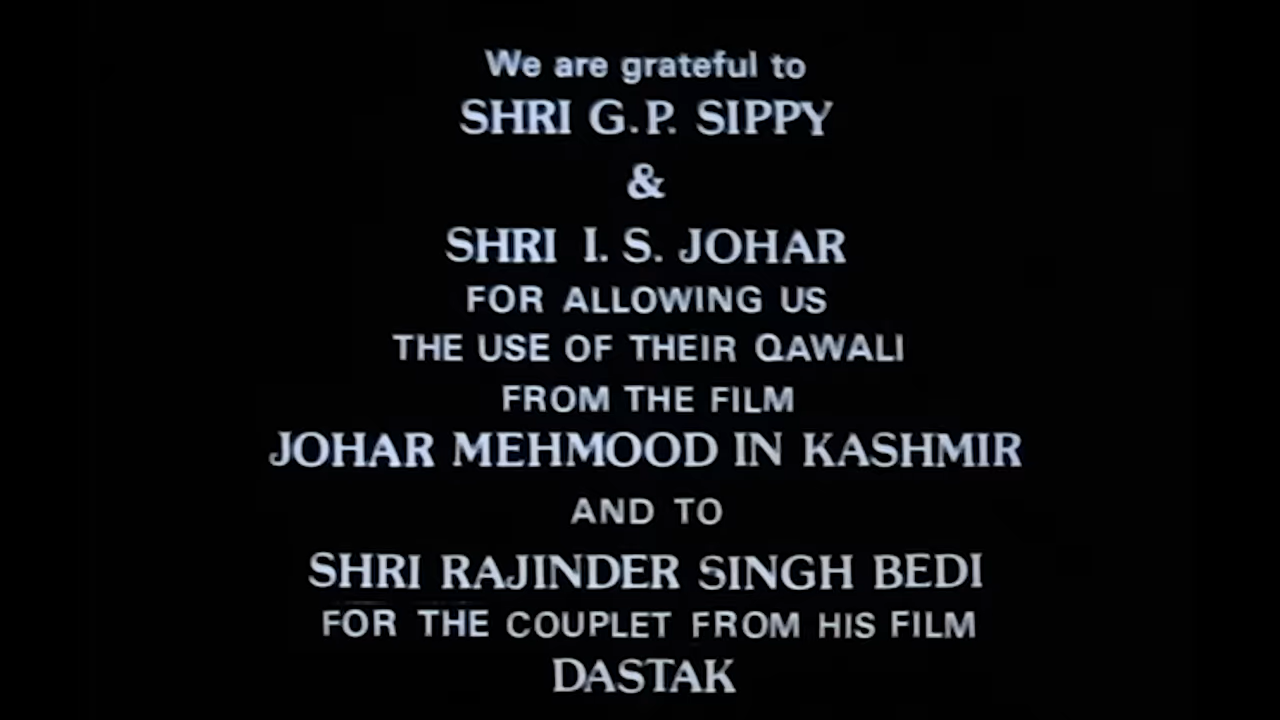 We are grateful to
SHRI G.P. SIPPY
&
SHRI I. S. JOHAR
FOR ALLOWING US
THE USE OF THEIR QAWALI
FROM THE FILM
JOHAR MEHMOOD IN KASHMIR
AND TO
SHRI RAJINDER SINGH BEDI
FOR THE COUPLET FROM HIS FILM
DASTAK